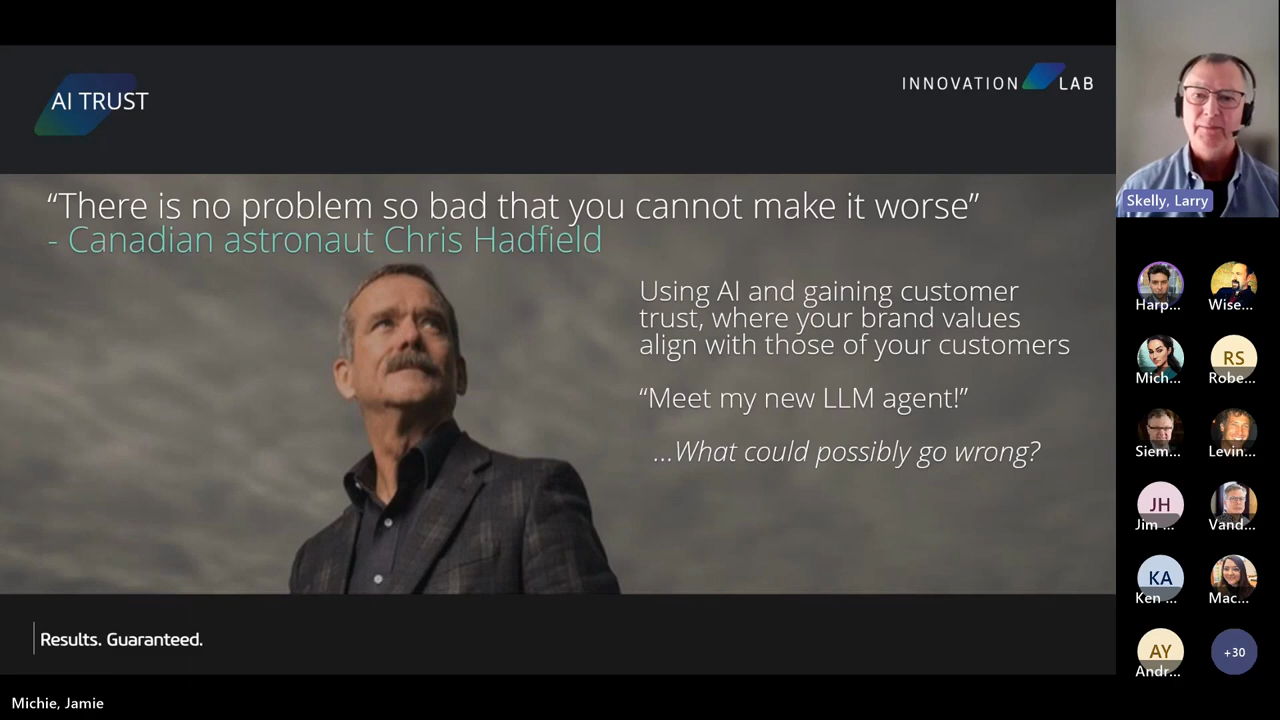 AI TRUST
INNOVATION LAB
“There is no problem so bad that you cannot make it worse”
- Canadian astronaut Chris Hadfield
Using AI and gaining customer
trust, where your brand values
align with those of your customers
“Meet my new LLM agent!”
...What could possibly go wrong?
Results. Guaranteed.
Michie, Jamie
Skelly, Larry
Harp...
Wise...
Mich...
RS
Robe...
Siem...
Levin...
JH
Jim ...
Vand...
KA
Ken ...
Mac...
AY
Andr...
+30